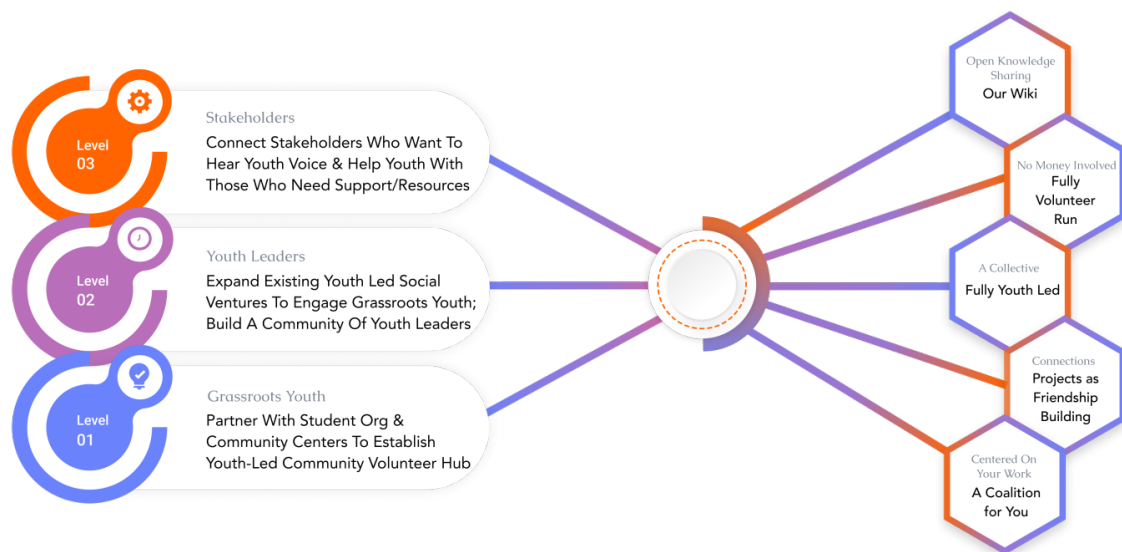 Level
03
Stakeholders
Connect Stakeholders Who Want To
Hear Youth Voice & Help Youth With
Those Who Need Support/Resources
Level
02
Youth Leaders
Expand Existing Youth Led Social
Ventures To Engage Grassroots Youth;
Build A Community Of Youth Leaders
Level
01
Grassroots Youth
Partner With Student Org &
Community Centers To Establish
Youth-Led Community Volunteer Hub
Open Knowledge
Sharing
Our Wiki
No Money Involved
Fully
Volunteer
Run
A Collective
Fully Youth Led
Connections
Projects as
Friendship
Building
Centered On
Your Work
A Coalition
for You